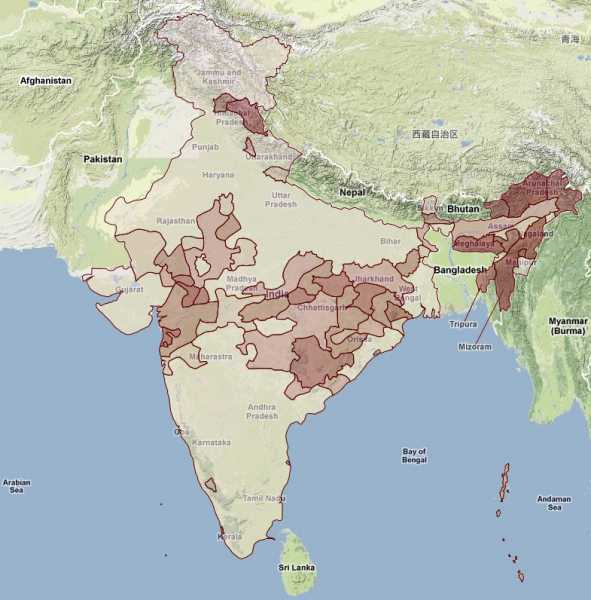 青海
Afghanistan
Jammu and
Kashmir
Pradesh
西藏自治区
Punjab
Pakistan
Uttarakhand
Haryana
Arunachal
Pradesh
Nepal
Uttar
Pradesh
Bhutan
Rajasthan
Assam
Nagaland
Bihar
Meghalaya
Manipur
Bangladesh
Gujarat
Madhya
Pradesh
India
Jharkhand
West
Bengal
Chhattisgarh
Tripura
Myanmar
(Burma)
Orissa
Mizoram
Maharastra
Andhra
Pradesh
Goa
Karnataka
Bay of
Bengal
Arabian
Sea
Tamil Nadu
Andaman
Sea
Kerala
Sri Lanka